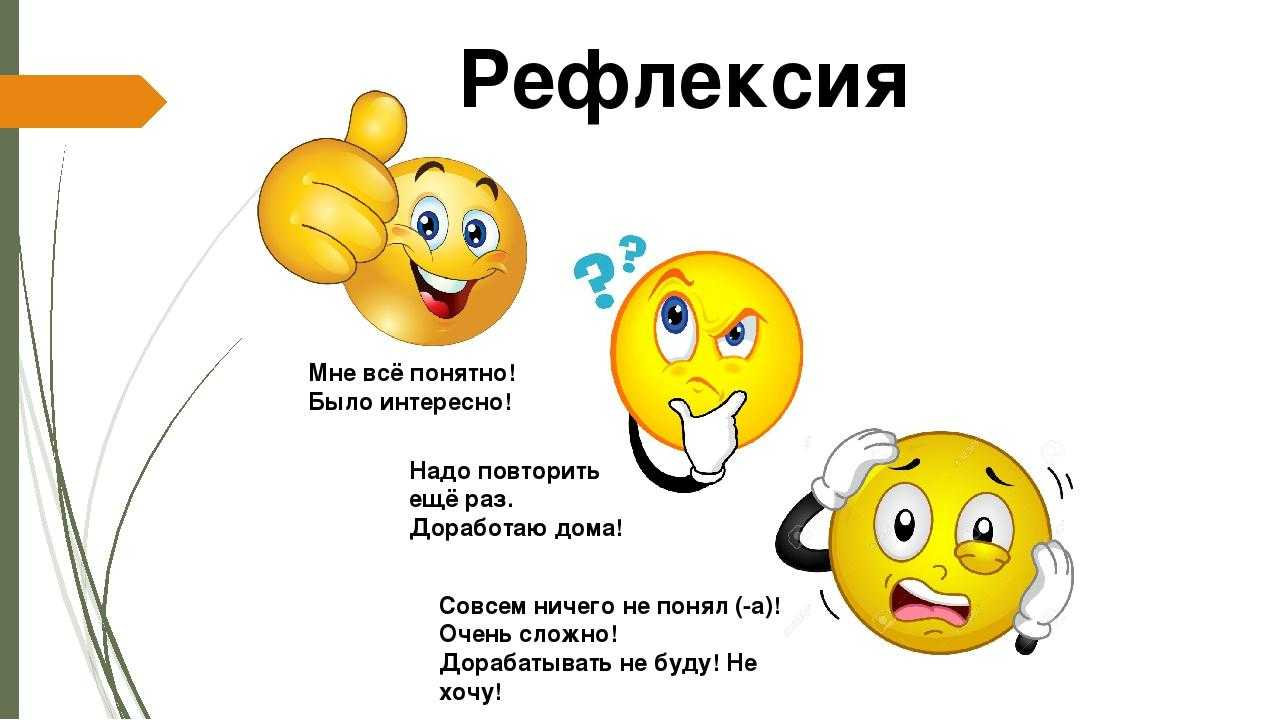 Рефлексия
Мне всё понятно!
Было интересно!
Надо повторить
ещё раз.
Доработаю дома!
Совсем ничего не понял (-а)!
Очень сложно!
Дорабатывать не буду! Не
хочу!